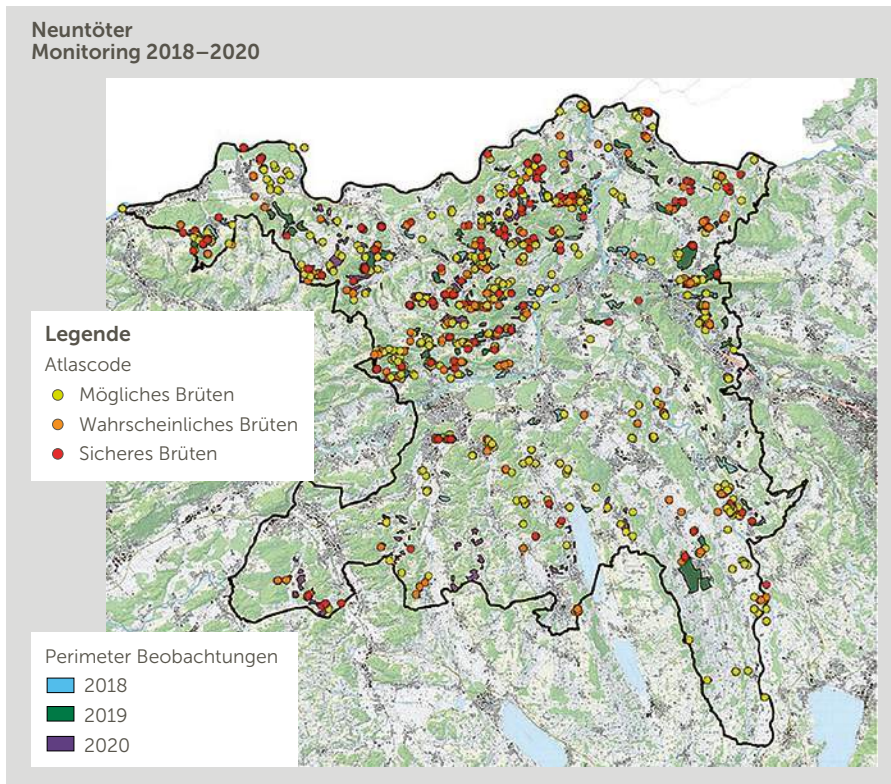 Neuntöter
Monitoring 2018–2020
Legende
Atlascode
Mögliches Brüten
Wahrscheinliches Brüten
Sicheres Brüten
Perimeter Beobachtungen
2018
2019
2020